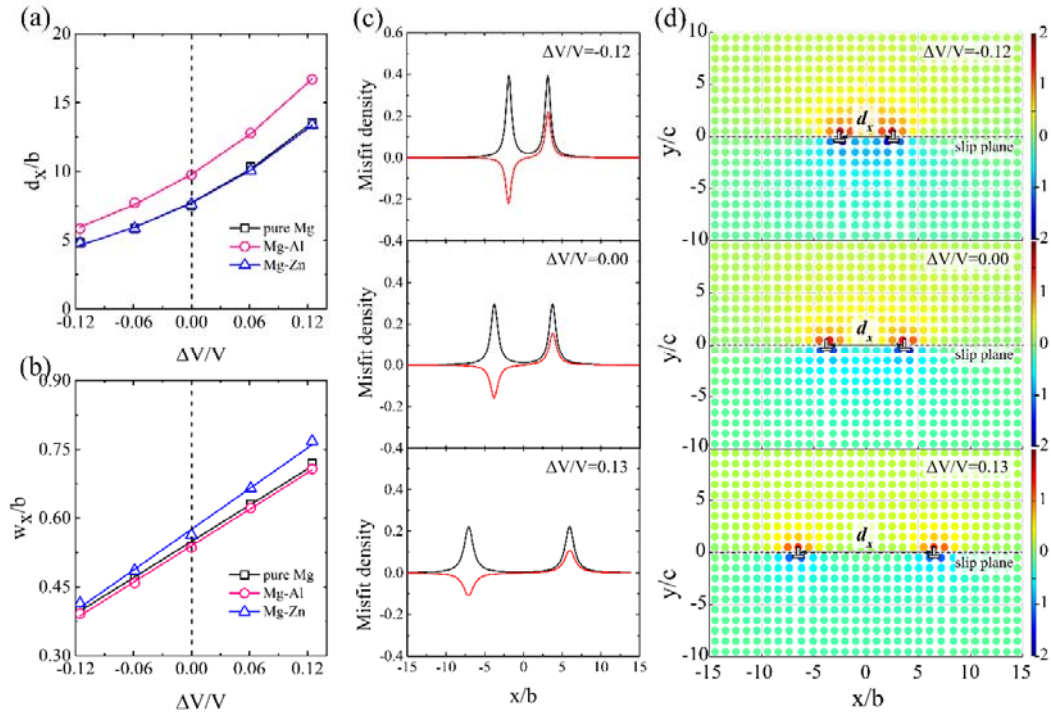 (a)
20
15
10
5
0
d_x/b
-0.12 -0.06 0.00 0.06 0.12
ΔV/V
pure Mg
Mg-Al
Mg-Zn
(b)
0.90
0.75
0.60
0.45
0.30
w_x/b
-0.12 -0.06 0.00 0.06 0.12
ΔV/V
pure Mg
Mg-Al
Mg-Zn
(c)
ΔV/V=-0.12
0.4
0.2
0.0
-0.2
Misfit density
-0.4
ΔV/V=0.00
0.4
0.2
0.0
-0.2
Misfit density
-0.4
ΔV/V=0.13
0.4
0.2
0.0
-0.2
-0.4
Misfit density
-15 -10 -5 0 5 10 15
x/b
(d)
10
5
0
-5
-10
y/c
ΔV/V=-0.12
d_x
slip plane
2
1
0
1
2
5
0
-5
-10
y/c
ΔV/V=0.00
d_x
slip plane
2
1
0
1
2
5
0
-5
-10
y/c
ΔV/V=0.13
d_x
slip plane
2
1
0
1
2
-15 -10 -5 0 5 10 15
x/b